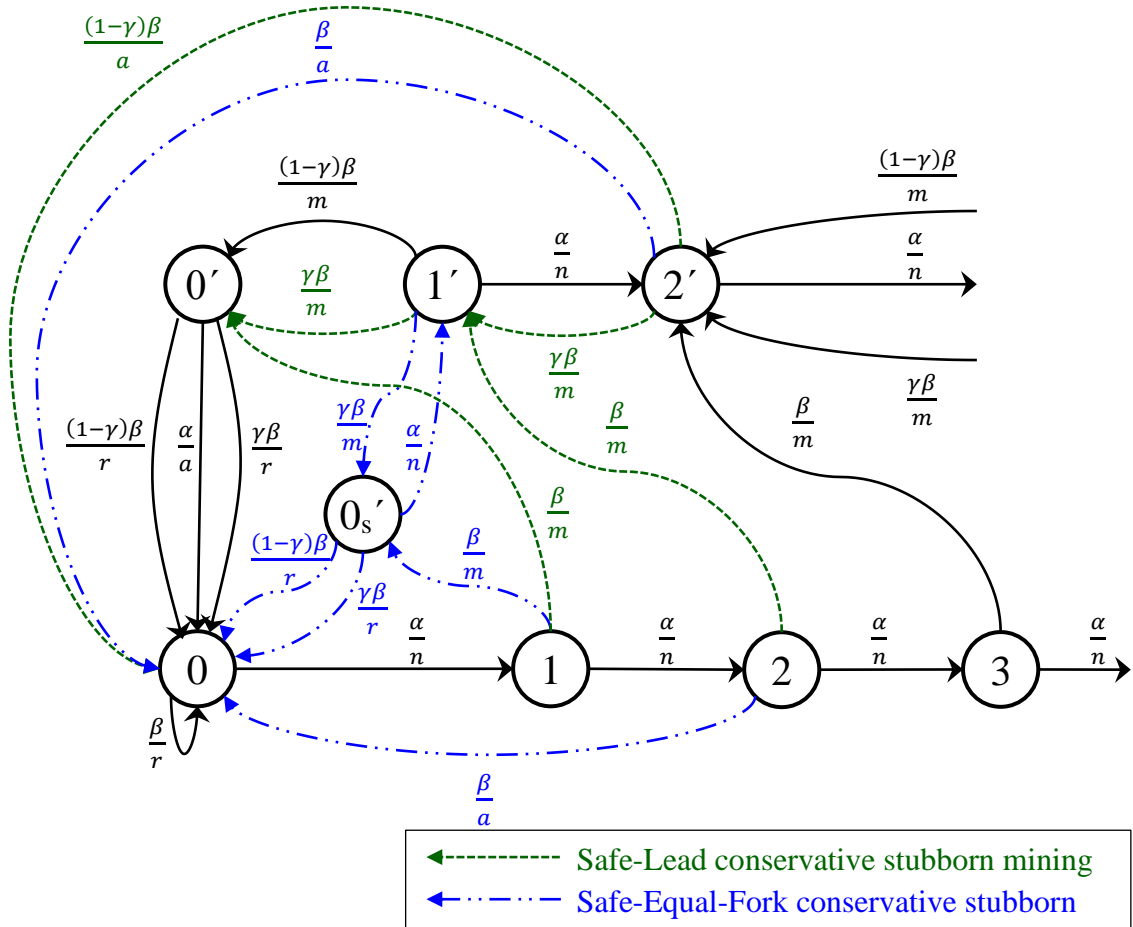 (1-γ)β/a
β/a
(1-γ)β/m
(1-γ)β/m
α/n
α/n
0´
1´
2´
γβ/m
γβ/m
γβ/m
β/m
β/m
(1-γ)β/r
α/a
γβ/r
γβ/m
α/n
0s´
β/m
(1-γ)β/r
γβ/r
β/m
α/n
α/n
α/n
α/n
0
1
2
3
β/r
β/a
Safe-Lead conservative stubborn mining
Safe-Equal-Fork conservative stubborn